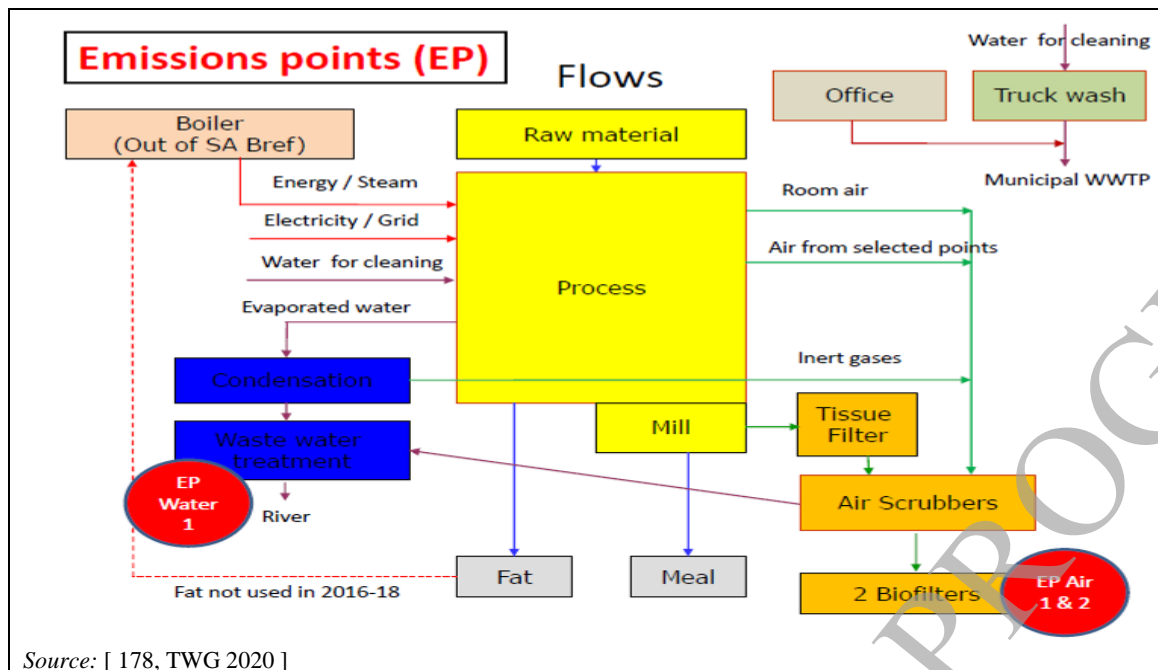 Emissions points (EP)
Flows
Water for cleaning
Office
Truck wash
Municipal WWTP
Boiler
(Out of SA Bref)
Raw material
Energy / Steam
Electricity / Grid
Water for cleaning
Evaporated water
Process
Room air
Air from selected points
Inert gases
Condensation
Waste water
treatment
EP
Water
1
River
Mill
Tissue
Filter
Air Scrubbers
Fat
Meal
2 Biofilters
EP Air
1 & 2
Fat not used in 2016-18
Source: [ 178, TWG 2020 ]